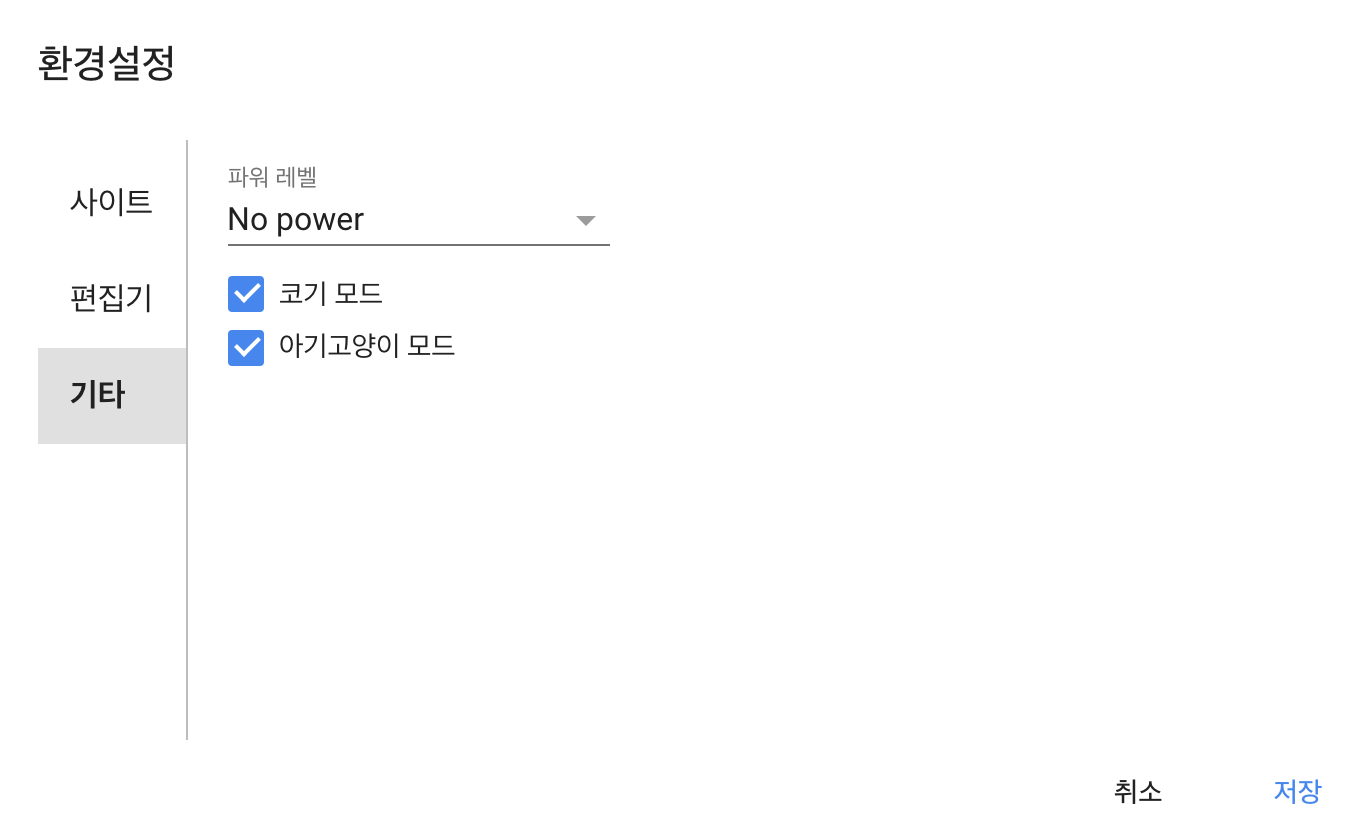 환경설정
사이트
편집기
기타
파워 레벨
No power
코기 모드
아기고양이 모드
취소
저장